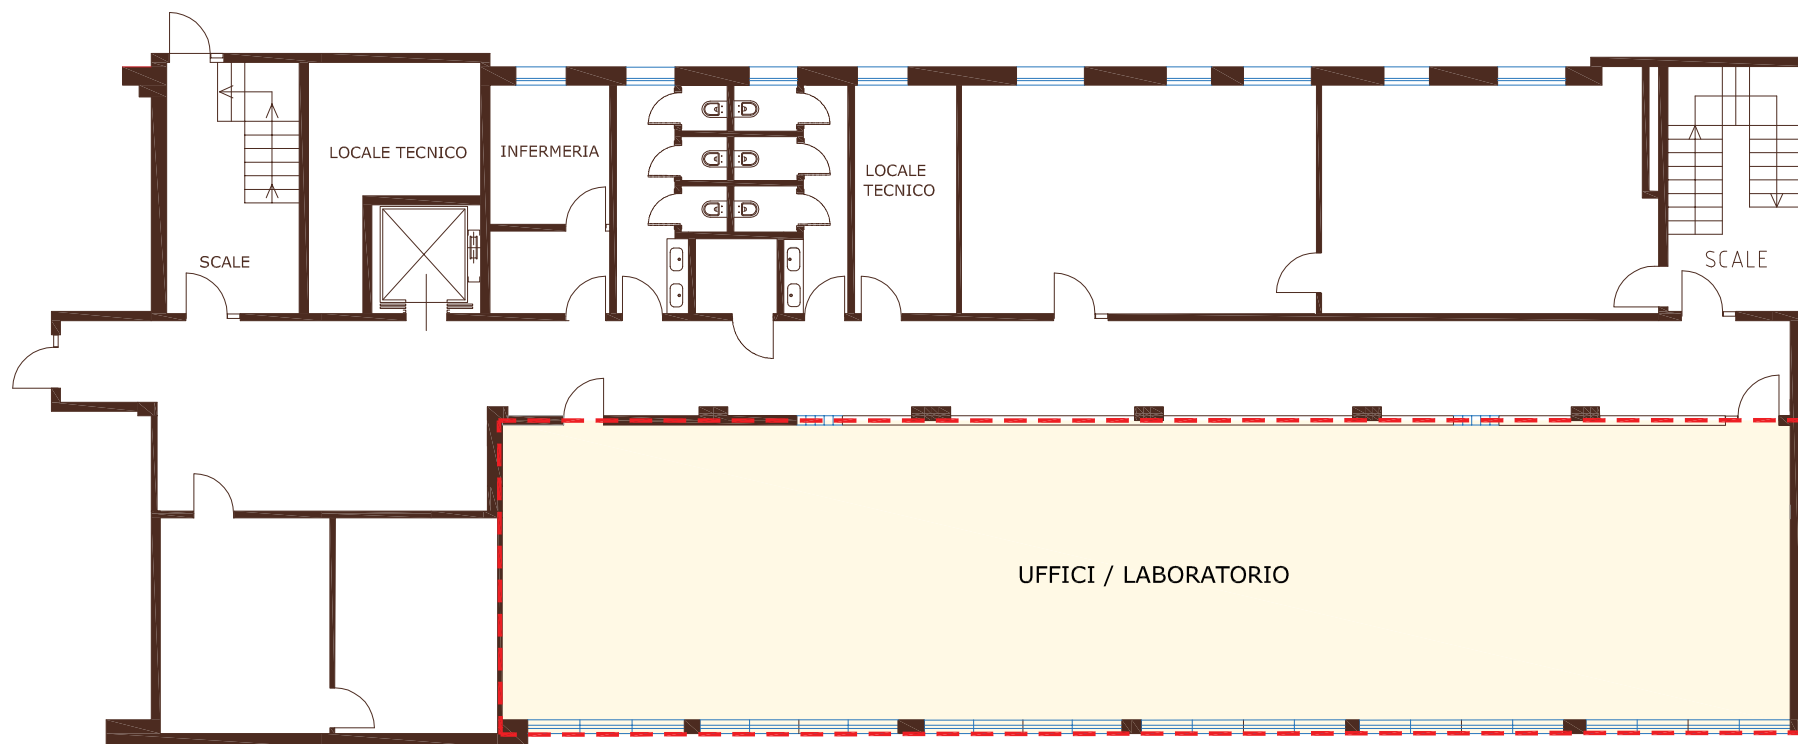 LOCALE TECNICO
INFERMERIA
LOCALE
TECNICO
SCALE
SCALE
UFFICI / LABORATORIO